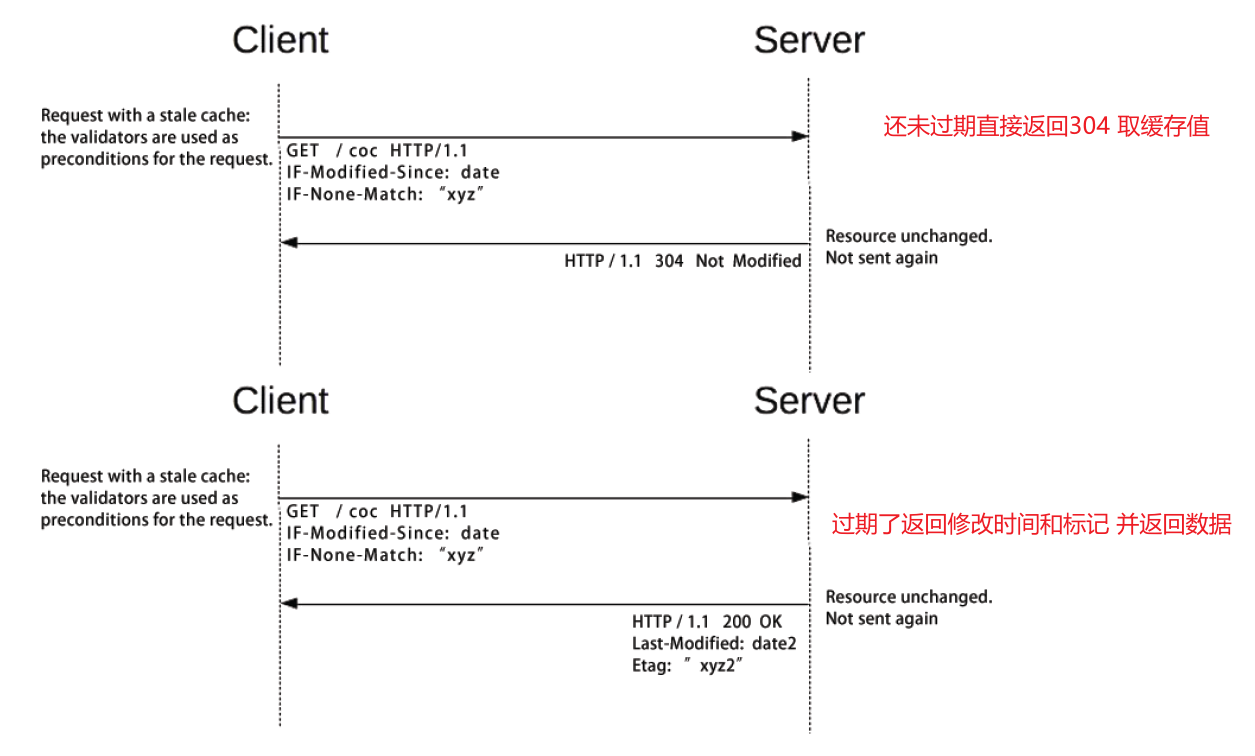 Client
Server
Request with a stale cache:
the validators are used as
preconditions for the request.
还未过期直接返回304 取缓存值
GET / coc HTTP/1.1
IF-Modified-Since: date
IF-None-Match: “xyz”
Resource unchanged.
Not sent again
HTTP / 1.1 304 Not Modified
Client
Server
Request with a stale cache:
the validators are used as
preconditions for the request.
GET / coc HTTP/1.1
IF-Modified-Since: date
IF-None-Match: “xyz”
过期了返回修改时间和标记 并返回数据
Resource unchanged.
Not sent again
HTTP / 1.1 200 OK
Last-Modified: date2
Etag: ” xyz2”